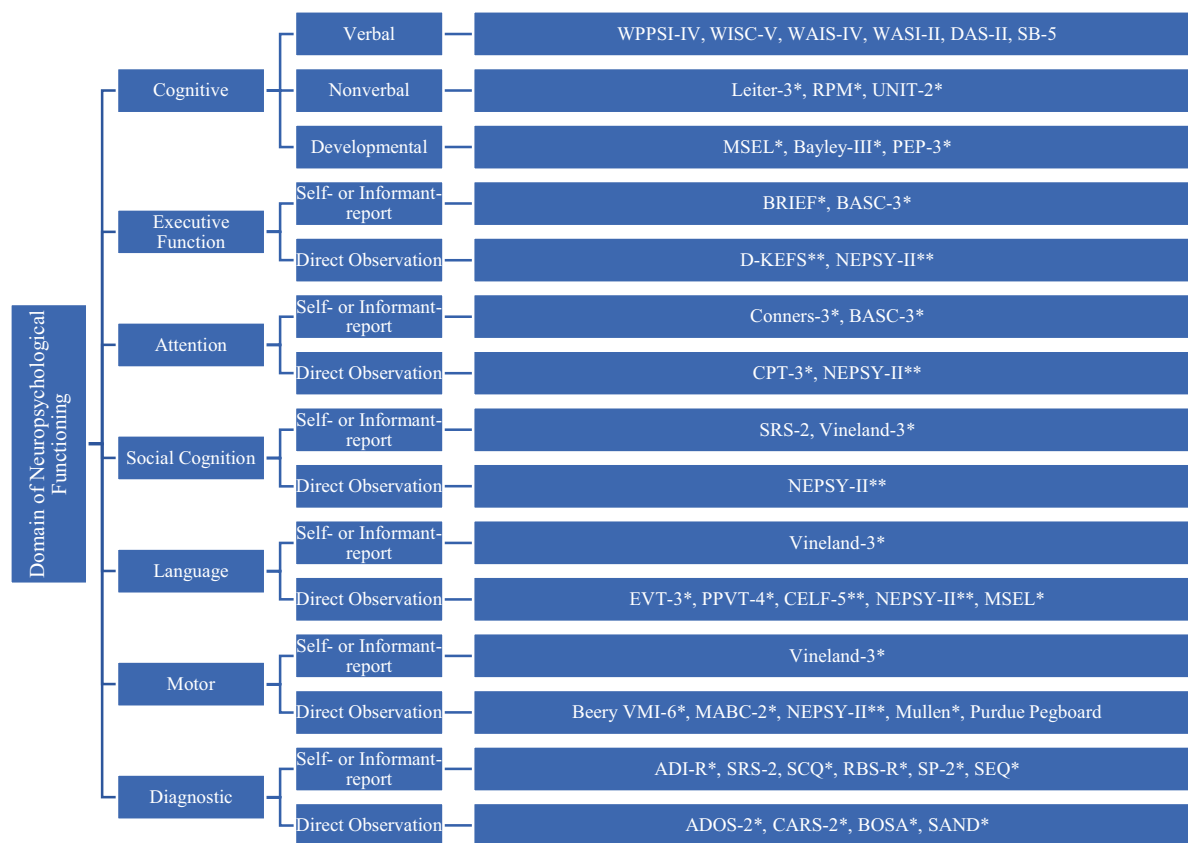 Domain of Neuropsychological
Functioning
Cognitive
Verbal
WPPSI-IV, WISC-V, WAIS-IV, WASI-II, DAS-II, SB-5
Nonverbal
Leiter-3*, RPM*, UNIT-2*
Developmental
MSEL*, Bayley-III*, PEP-3*
Executive
Function
Self- or Informant-
report
BRIEF*, BASC-3*
Direct Observation
D-KEFS**, NEPSY-II**
Attention
Self- or Informant-
report
Conners-3*, BASC-3*
Direct Observation
CPT-3*, NEPSY-II**
Social Cognition
Self- or Informant-
report
SRS-2, Vineland-3*
Direct Observation
NEPSY-II**
Language
Self- or Informant-
report
Vineland-3*
Direct Observation
EVT-3*, PPVT-4*, CELF-5**, NEPSY-II**, MSEL*
Motor
Self- or Informant-
report
Vineland-3*
Direct Observation
Beery VMI-6*, MABC-2*, NEPSY-II**, Mullen*, Purdue Pegboard
Diagnostic
Self- or Informant-
report
ADI-R*, SRS-2, SCQ*, RBS-R*, SP-2*, SEQ*
Direct Observation
ADOS-2*, CARS-2*, BOSA*, SAND*